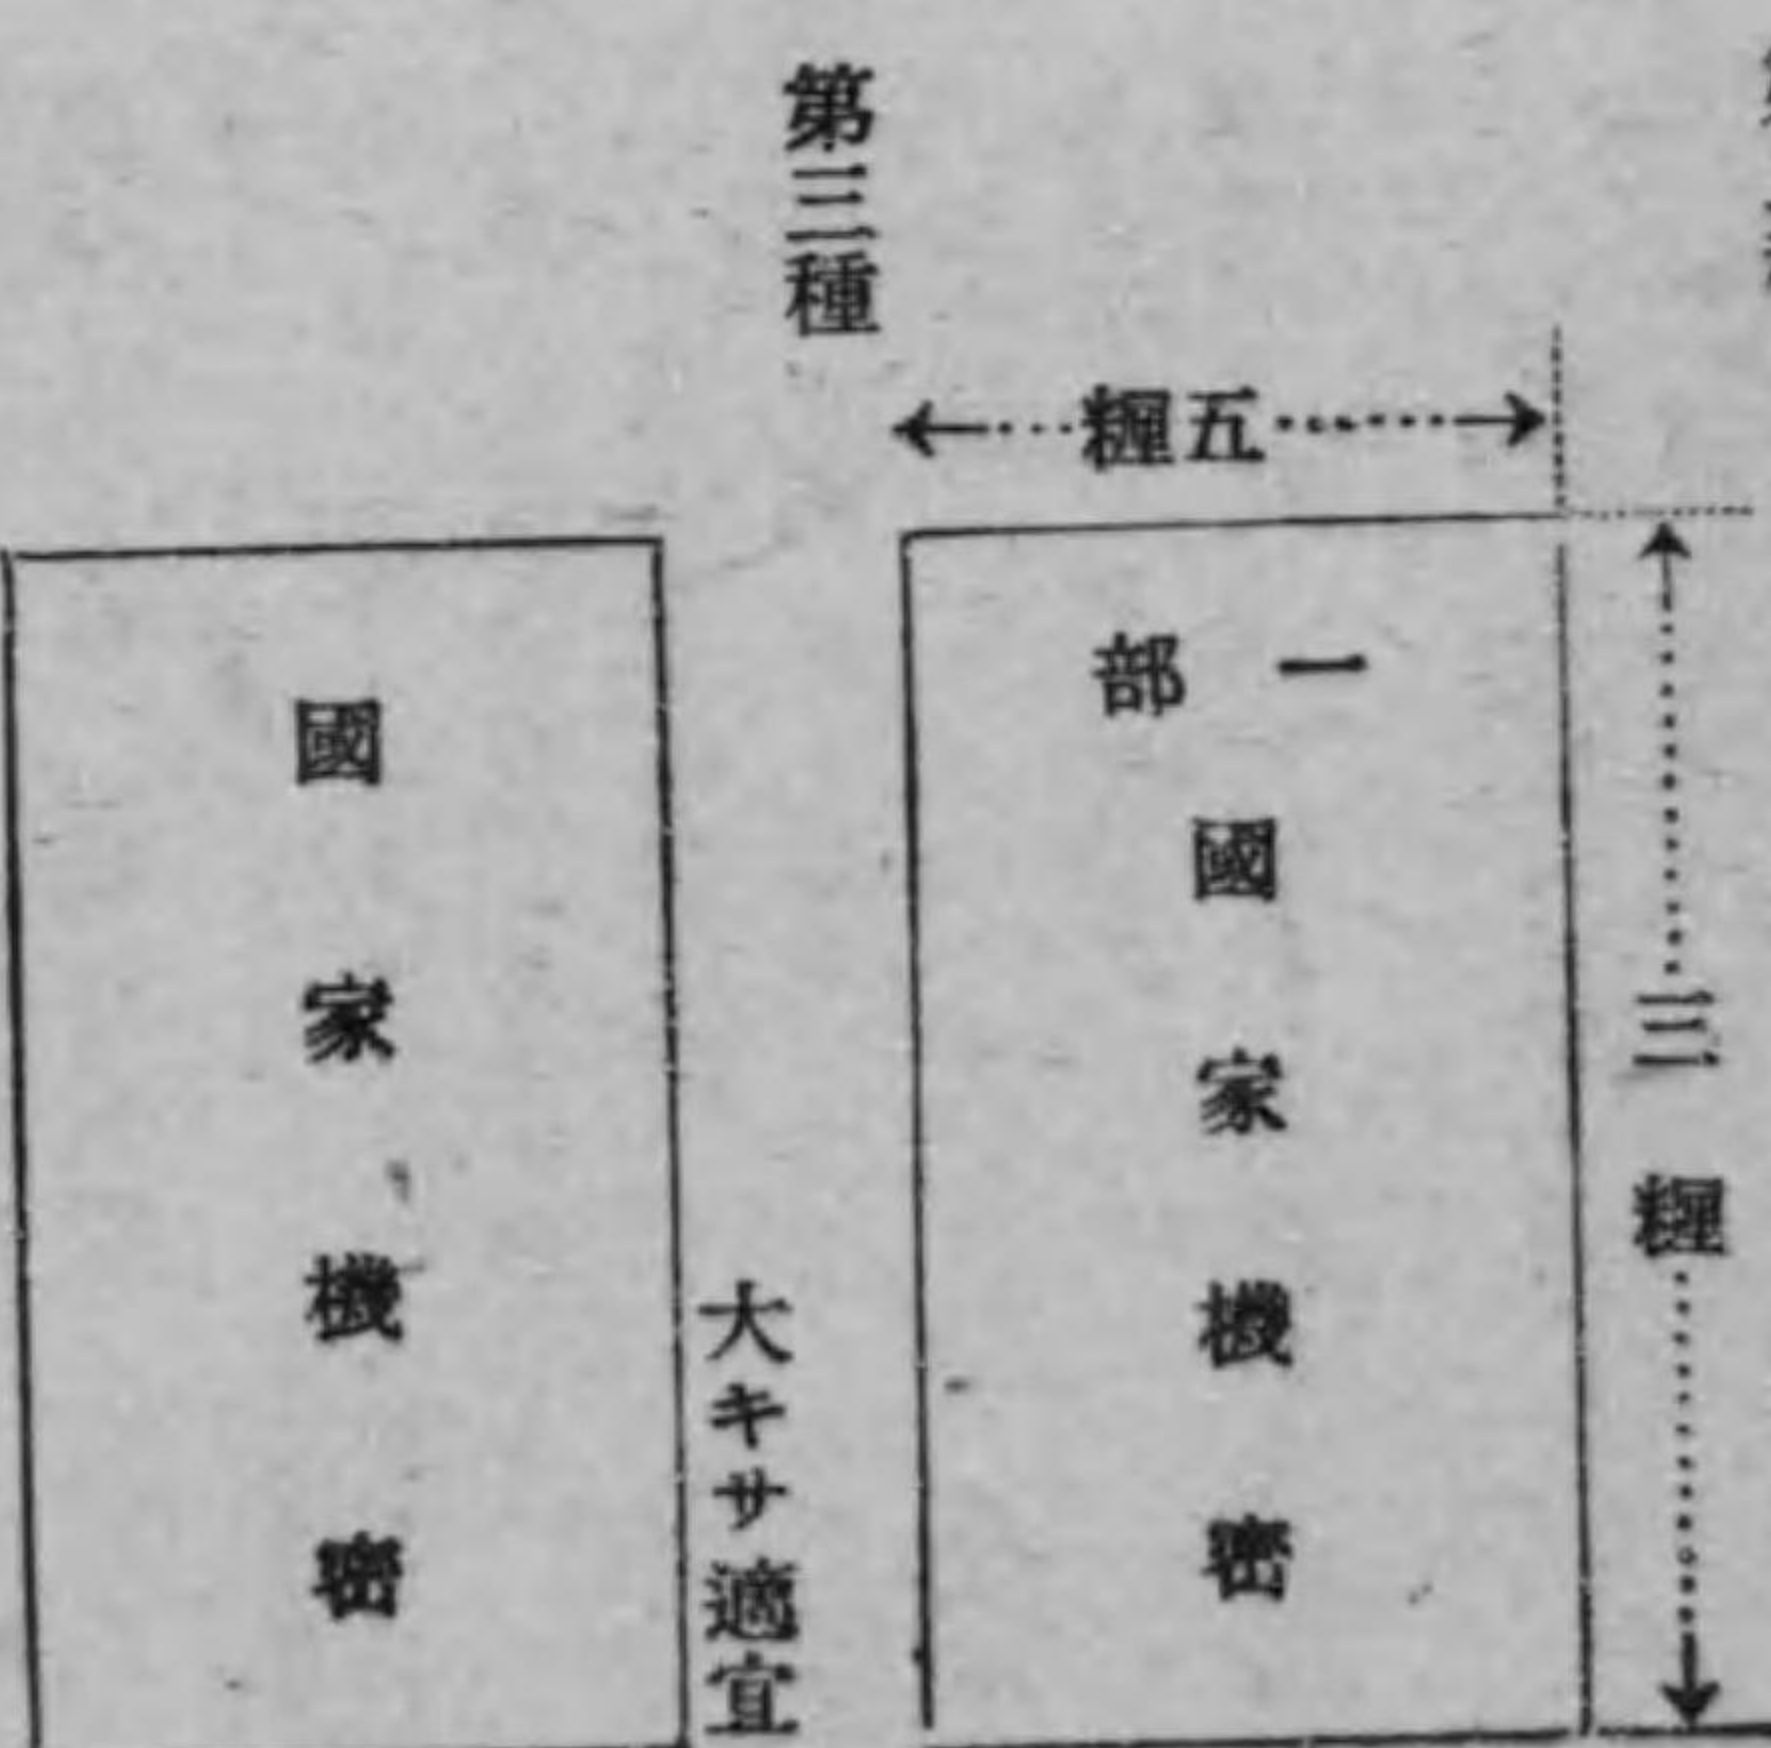 五糎
三糎
一部
國家機密
第三種
大キサ適宜
國家機密